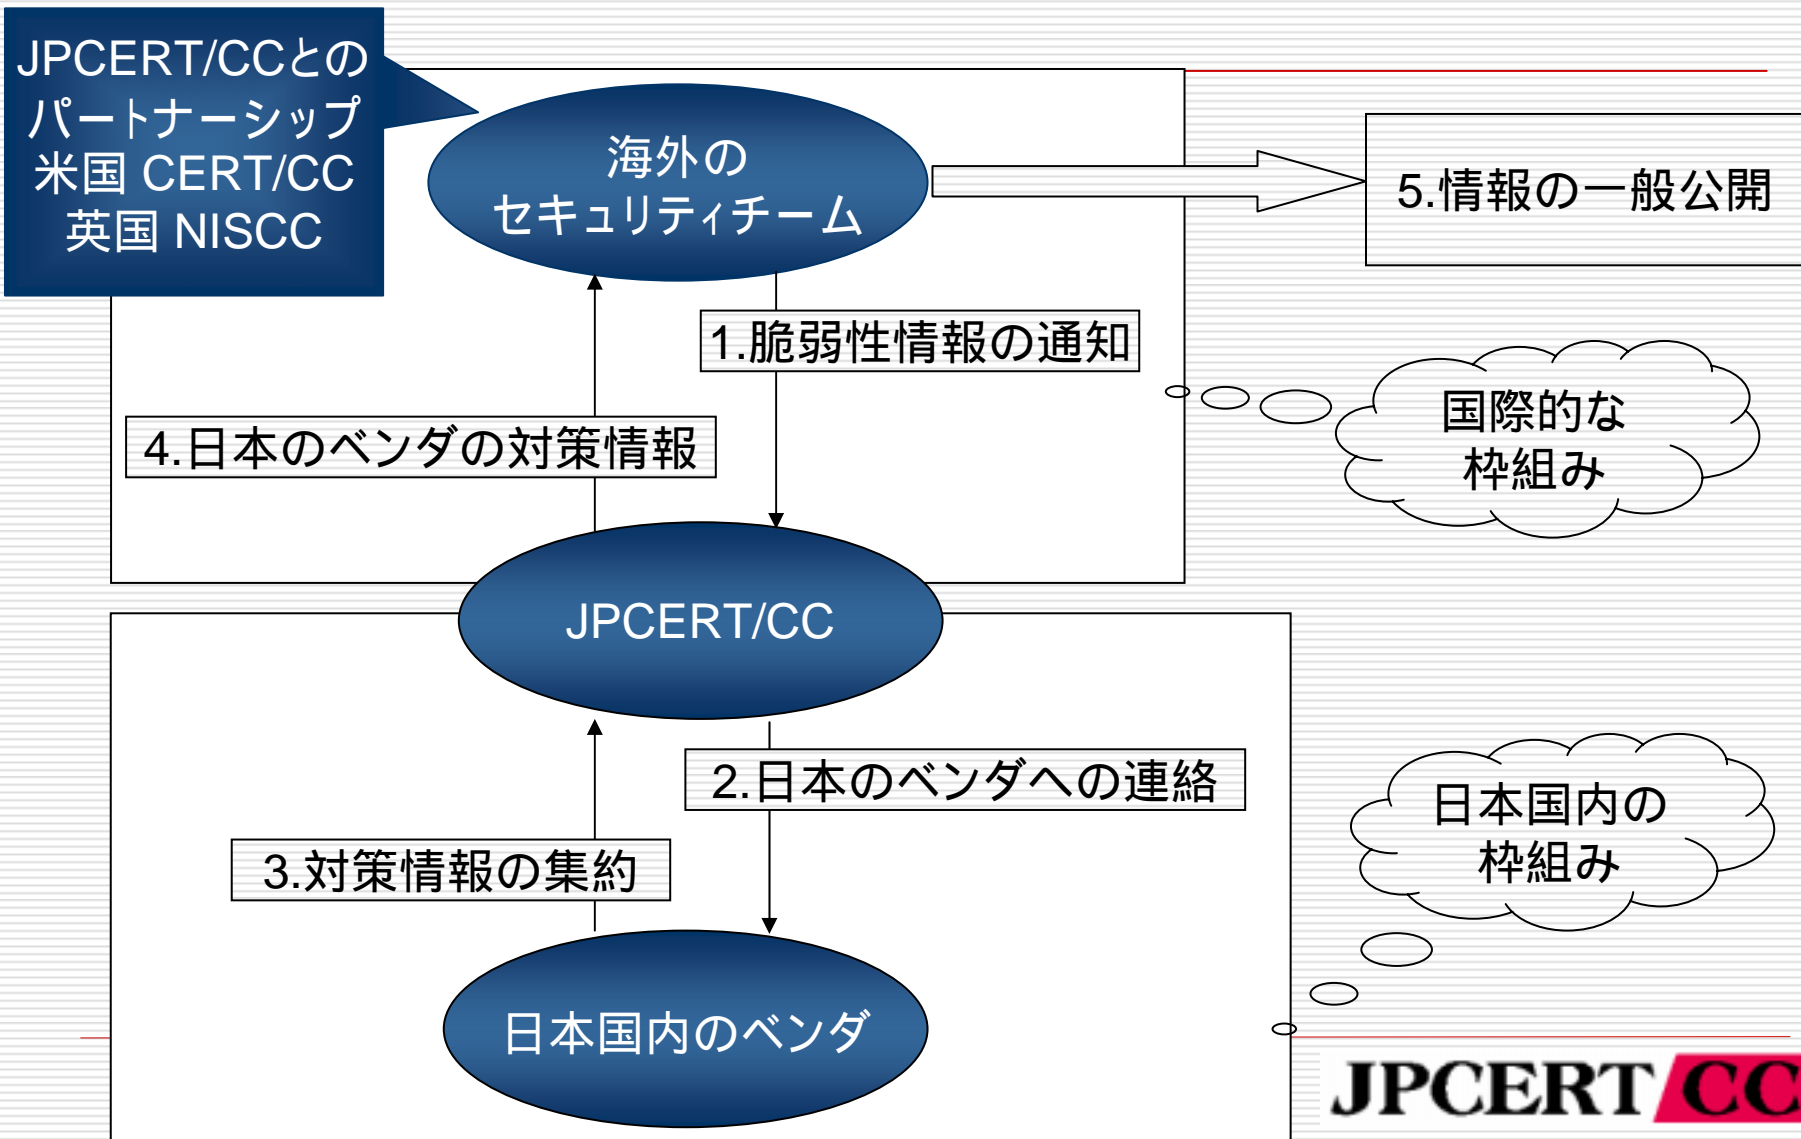 JPCERT/CCとの
パートナーシップ
米国 CERT/CC
英国 NISCC
海外の
セキュリティチーム
5.情報の一般公開
1.脆弱性情報の通知
4.日本のベンダの対策情報
国際的な
枠組み
JPCERT/CC
2.日本のベンダへの連絡
3.対策情報の集約
日本国内の
枠組み
日本国内のベンダ
JPCERT CC